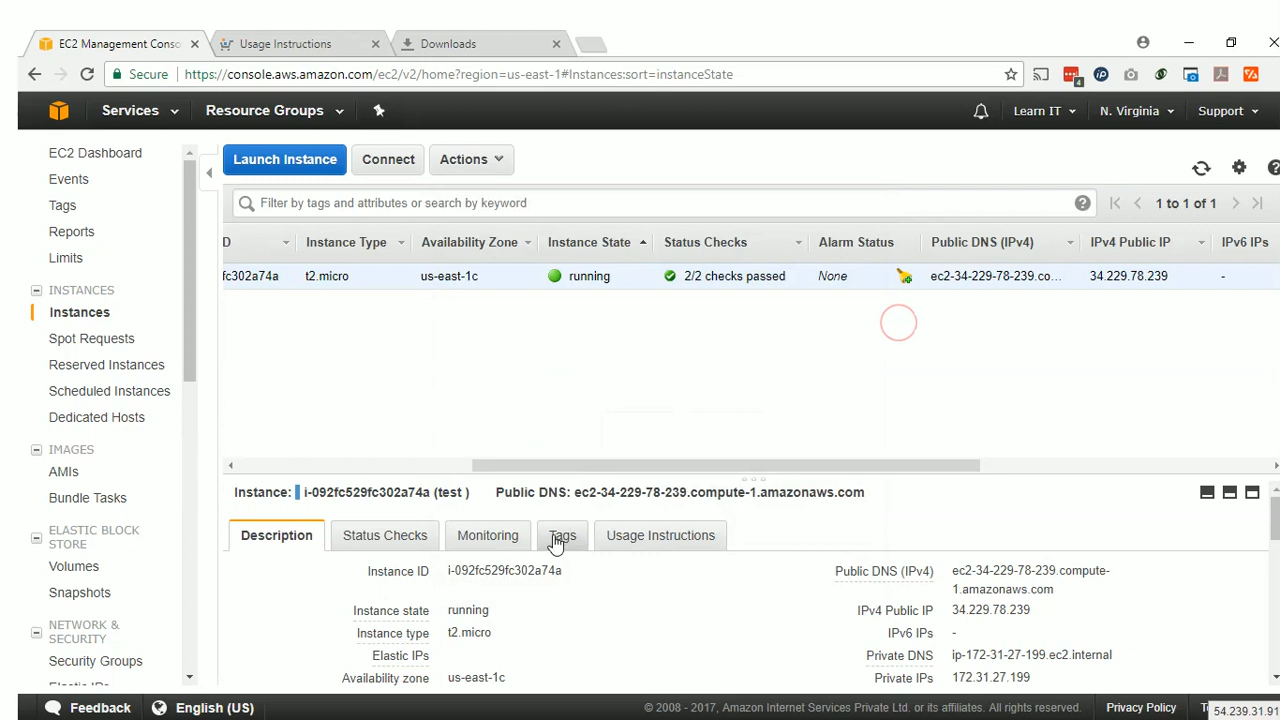 EC2 Management Conso
Usage Instructions
Downloads
Secure
https://console.aws.amazon.com/ec2/v2/home?region=us-east-1#Instances:sort=instanceState
4
Services
Resource Groups
Learn IT
N. Virginia
Support
EC2 Dashboard
Events
Tags
Reports
Limits
INSTANCES
Instances
Spot Requests
Reserved Instances
Scheduled Instances
Dedicated Hosts
IMAGES
AMIs
Bundle Tasks
ELASTIC BLOCK
STORE
Volumes
Snapshots
NETWORK &
SECURITY
Security Groups
Elastic IPs
Launch Instance
Connect
Actions
Filter by tags and attributes or search by keyword
1 to 1 of 1
D
Instance Type
Availability Zone
Instance State
Status Checks
Alarm Status
Public DNS (IPv4)
IPv4 Public IP
IPv6 IPs
fc302a74a
t2.micro
us-east-1c
running
2/2 checks passed
None
ec2-34-229-78-239.co...
34.229.78.239
-
Instance: i-092fc529fc302a74a (test ) Public DNS: ec2-34-229-78-239.compute-1.amazonaws.com
Description
Status Checks
Monitoring
Tags
Usage Instructions
Instance ID i-092fc529fc302a74a
Public DNS (IPv4) ec2-34-229-78-239.compute-
1.amazonaws.com
Instance state running
IPv4 Public IP 34.229.78.239
Instance type t2.micro
IPv6 IPs -
Elastic IPs
Private DNS ip-172-31-27-199.ec2.internal
Availability zone us-east-1c
Private IPs 172.31.27.199
Feedback
English (US)
© 2008 - 2017, Amazon Internet Services Private Ltd. or its affiliates. All rights reserved.
Privacy Policy
54.239.31.91